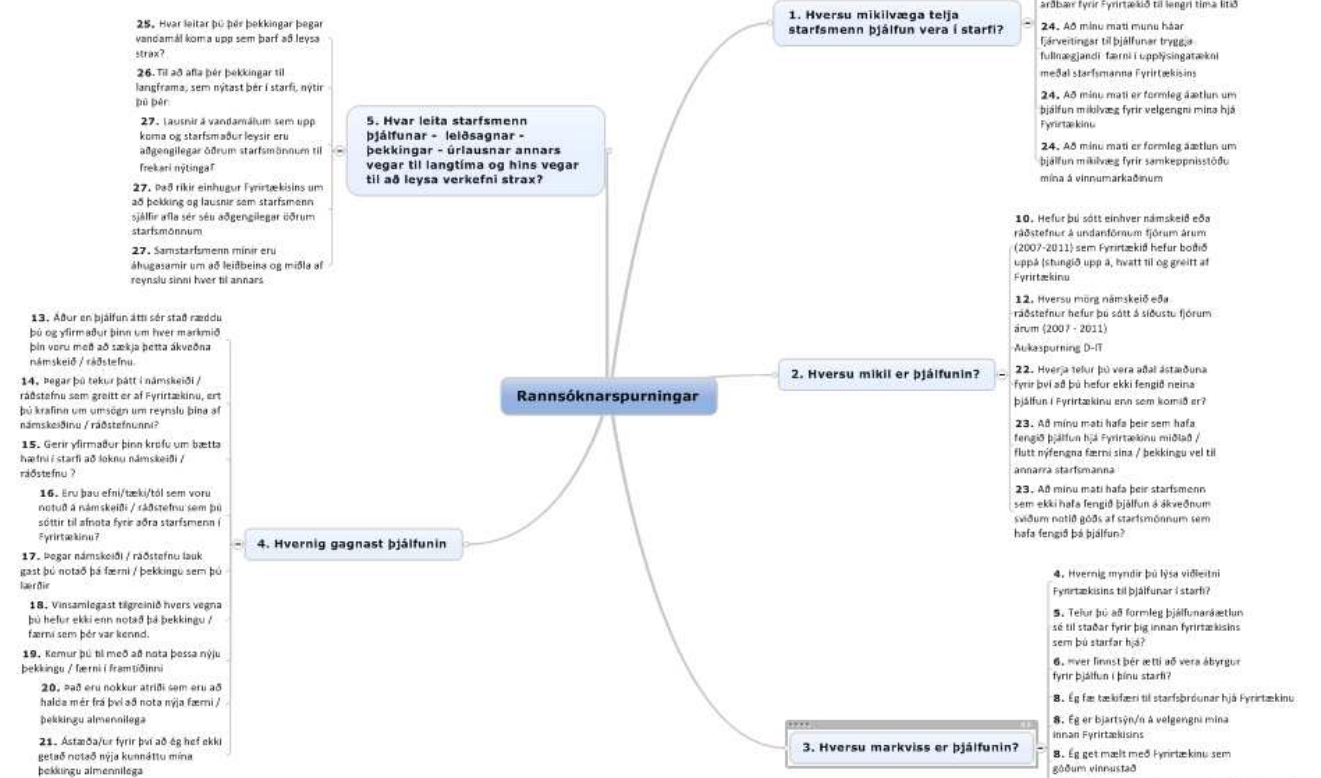 Rannsóknarspurningar
1. Hversu mikilvæga telja
starfsmenn þjálfun vera í starfi?
arðbær fyrir Fyrirtækið til lengri tíma litið
24. Að mínu mati munu háar
fjárveitingar til þjálfunar tryggja
fullnægjandi færni í upplýsingatækni
meðal starfsmanna Fyrirtækisins
24. Að mínu mati er formleg áætlun um
þjálfun mikilvæg fyrir velgengni mína hjá
Fyrirtækinu
24. Að mínu mati er formleg áætlun um
þjálfun mikilvæg fyrir samkeppnisstöðu
mína á vinnumarkaðinum
2. Hversu mikil er þjálfunin?
10. Hefur þú sótt einhver námskeið eða
ráðstefnur á undanförnum fjórum árum
(2007-2011) sem Fyrirtækið hefur boðið
uppá (stungið upp á, hvatt til og greitt af
Fyrirtækinu
12. Hversu mörg námskeið eða
ráðstefnur hefur þú sótt á síðustu fjórum
árum (2007 - 2011)
Aukaspurning D-IT
22. Hverja telur þú vera aðal ástæðuna
fyrir því að þú hefur ekki fengið neina
þjálfun í Fyrirtækinu enn sem komið er?
23. Að mínu mati hafa þeir sem hafa
fengið þjálfun hjá Fyrirtækinu miðlað /
flutt nýfengna færni sína / þekkingu vel til
annarra starfsmanna
23. Að mínu mati hafa þeir starfsmenn
sem ekki hafa fengið þjálfun á ákveðnum
sviðum notið góðs af starfsmönnum sem
hafa fengið þá þjálfun?
3. Hversu markviss er þjálfunin?
4. Hvernig myndir þú lýsa viðleitni
Fyrirtækisins til þjálfunar í starfi?
5. Telur þú að formleg þjálfunaráætlun
sé til staðar fyrir þig innan fyrirtækisins
sem þú starfar hjá?
6. Hver finnst þér ætti að vera ábyrgur
fyrir þjálfun í þínu starfi?
8. Ég fæ tækifæri til starfsþróunar hjá Fyrirtækinu
8. Ég er bjartsýn/n á velgengni mína
innan Fyrirtækisins
8. Ég get mælt með Fyrirtækinu sem
góðum vinnustað
4. Hvernig gagnast þjálfunin
13. Áður en þjálfun átti sér stað ræddu
þú og yfirmaður þinn um hver markmið
þín voru með að sækja þetta ákveðna
námskeið / ráðstefnu.
14. Þegar þú tekur þátt í námskeiði /
ráðstefnu sem greitt er af Fyrirtækinu, ert
þú krafinn um umsögn um reynslu þína af
námskeiðinu / ráðstefnunni?
15. Gerir yfirmaður þinn kröfu um bætta
hæfni í starfi að loknu námskeiði /
ráðstefnu ?
16. Eru þau efni/tæki/tól sem voru
notuð á námskeiði / ráðstefnu sem þú
sóttir til afnota fyrir aðra starfsmenn í
Fyrirtækinu?
17. Þegar námskeiði / ráðstefnu lauk
gast þú notað þá færni / þekkingu sem þú
lærðir
18. Vinsamlegast tilgreinið hvers vegna
þú hefur ekki enn notað þá þekkingu /
færni sem þér var kennd.
19. Kemur þú til með að nota þessa nýju
þekkingu / færni í framtíðinni
20. Það eru nokkur atriði sem eru að
halda mér frá því að nota nýja færni /
þekkingu almennilega
21. Ástæða/ur fyrir því að ég hef ekki
getað notað nýja kunnáttu mína
þekkingu almennilega
5. Hvar leita starfsmenn
þjálfunar - leiðsagnar -
þekkingar - úrlausnar annars
vegar til langtíma og hins vegar
til að leysa verkefni strax?
25. Hvar leitar þú þér þekkingar þegar
vandamál koma upp sem þarf að leysa
strax?
26. Til að afla þér þekkingar til
langframa, sem nýtast þér í starfi, nýtir
þú þér:
27. Lausnir á vandamálum sem upp
koma og starfsmaður leysir eru
aðgengilegar öðrum starfsmönnum til
frekari nýtinga?
27. Það ríkir einhugur Fyrirtækisins um
að þekking og lausnir sem starfsmenn
sjálfir afla sér séu aðgengilegar öðrum
starfsmönnum
27. Samstarfsmenn mínir eru
áhugasamir um að leiðbeina og miðla af
reynslu sinni hver til annars